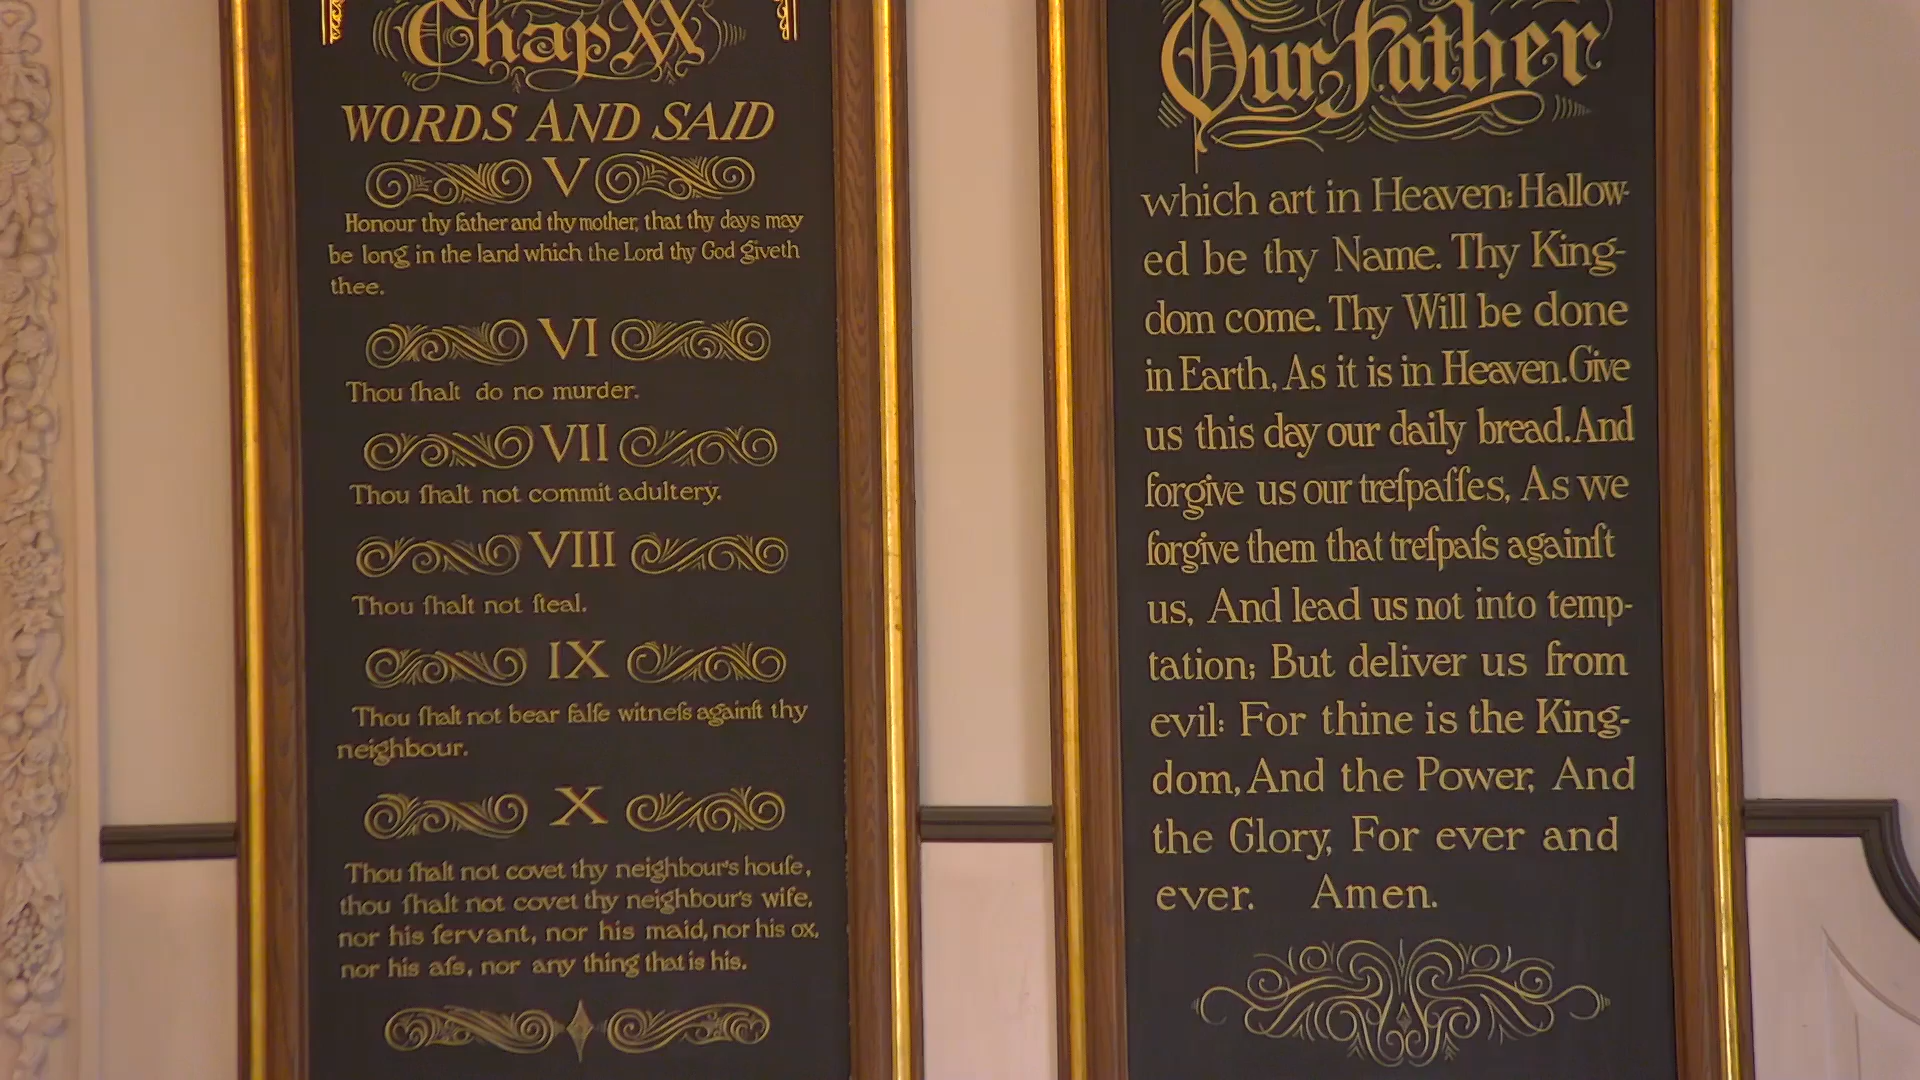 Chap XX
WORDS AND SAID
V
Honour thy father and thy mother, that thy days may
be long in the land which the Lord thy God giveth
thee.
VI
Thou ſhalt do no murder.
VII
Thou ſhalt not commit adultery.
VIII
Thou ſhalt not ſteal.
IX
Thou ſhalt not bear falſe witneſs againſt thy
neighbour.
X
Thou ſhalt not covet thy neighbour's houſe,
thou ſhalt not covet thy neighbour's wife,
nor his ſervant, nor his maid, nor his ox,
nor his aſs, nor any thing that is his.
Our Father
which art in Heaven: Hallow-
ed be thy Name. Thy King-
dom come. Thy Will be done
in Earth, As it is in Heaven. Give
us this day our daily bread. And
forgive us our treſpaſſes, As we
forgive them that treſpaſs againſt
us, And lead us not into temp-
tation; But deliver us from
evil: For thine is the King-
dom, And the Power, And
the Glory, For ever and
ever. Amen.